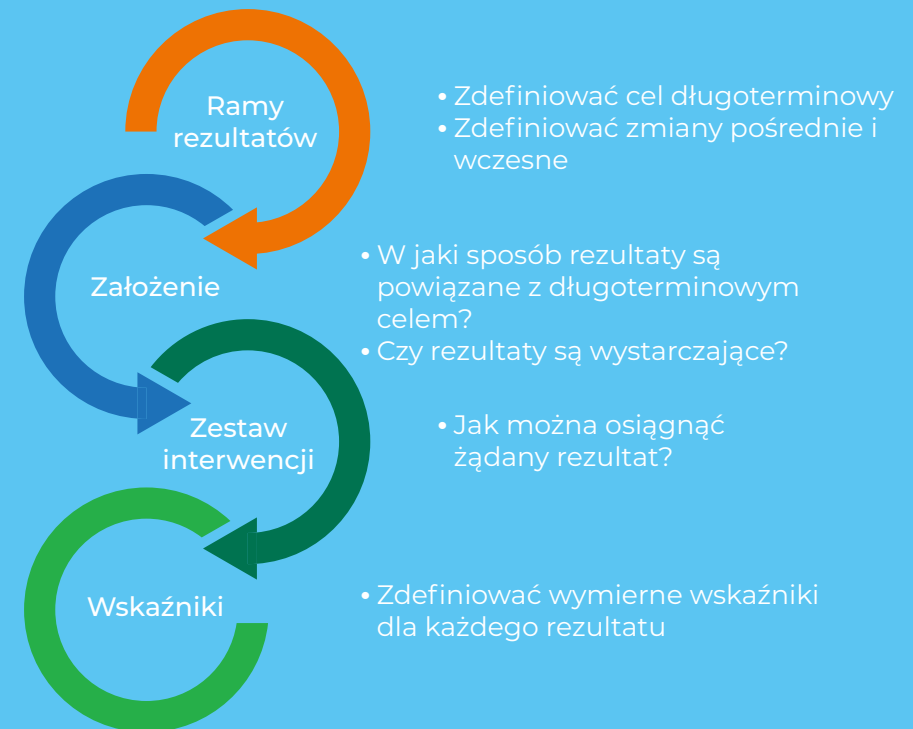 Ramy
rezultatów
• Zdefiniować cel długoterminowy
• Zdefiniować zmiany pośrednie i
wczesne
Założenie
• W jaki sposób rezultaty są
powiązane z długoterminowym
celem?
• Czy rezultaty są wystarczające?
Zestaw
interwencji
• Jak można osiągnąć
żądany rezultat?
Wskaźniki
• Zdefiniować wymierne wskaźniki
dla każdego rezultatu